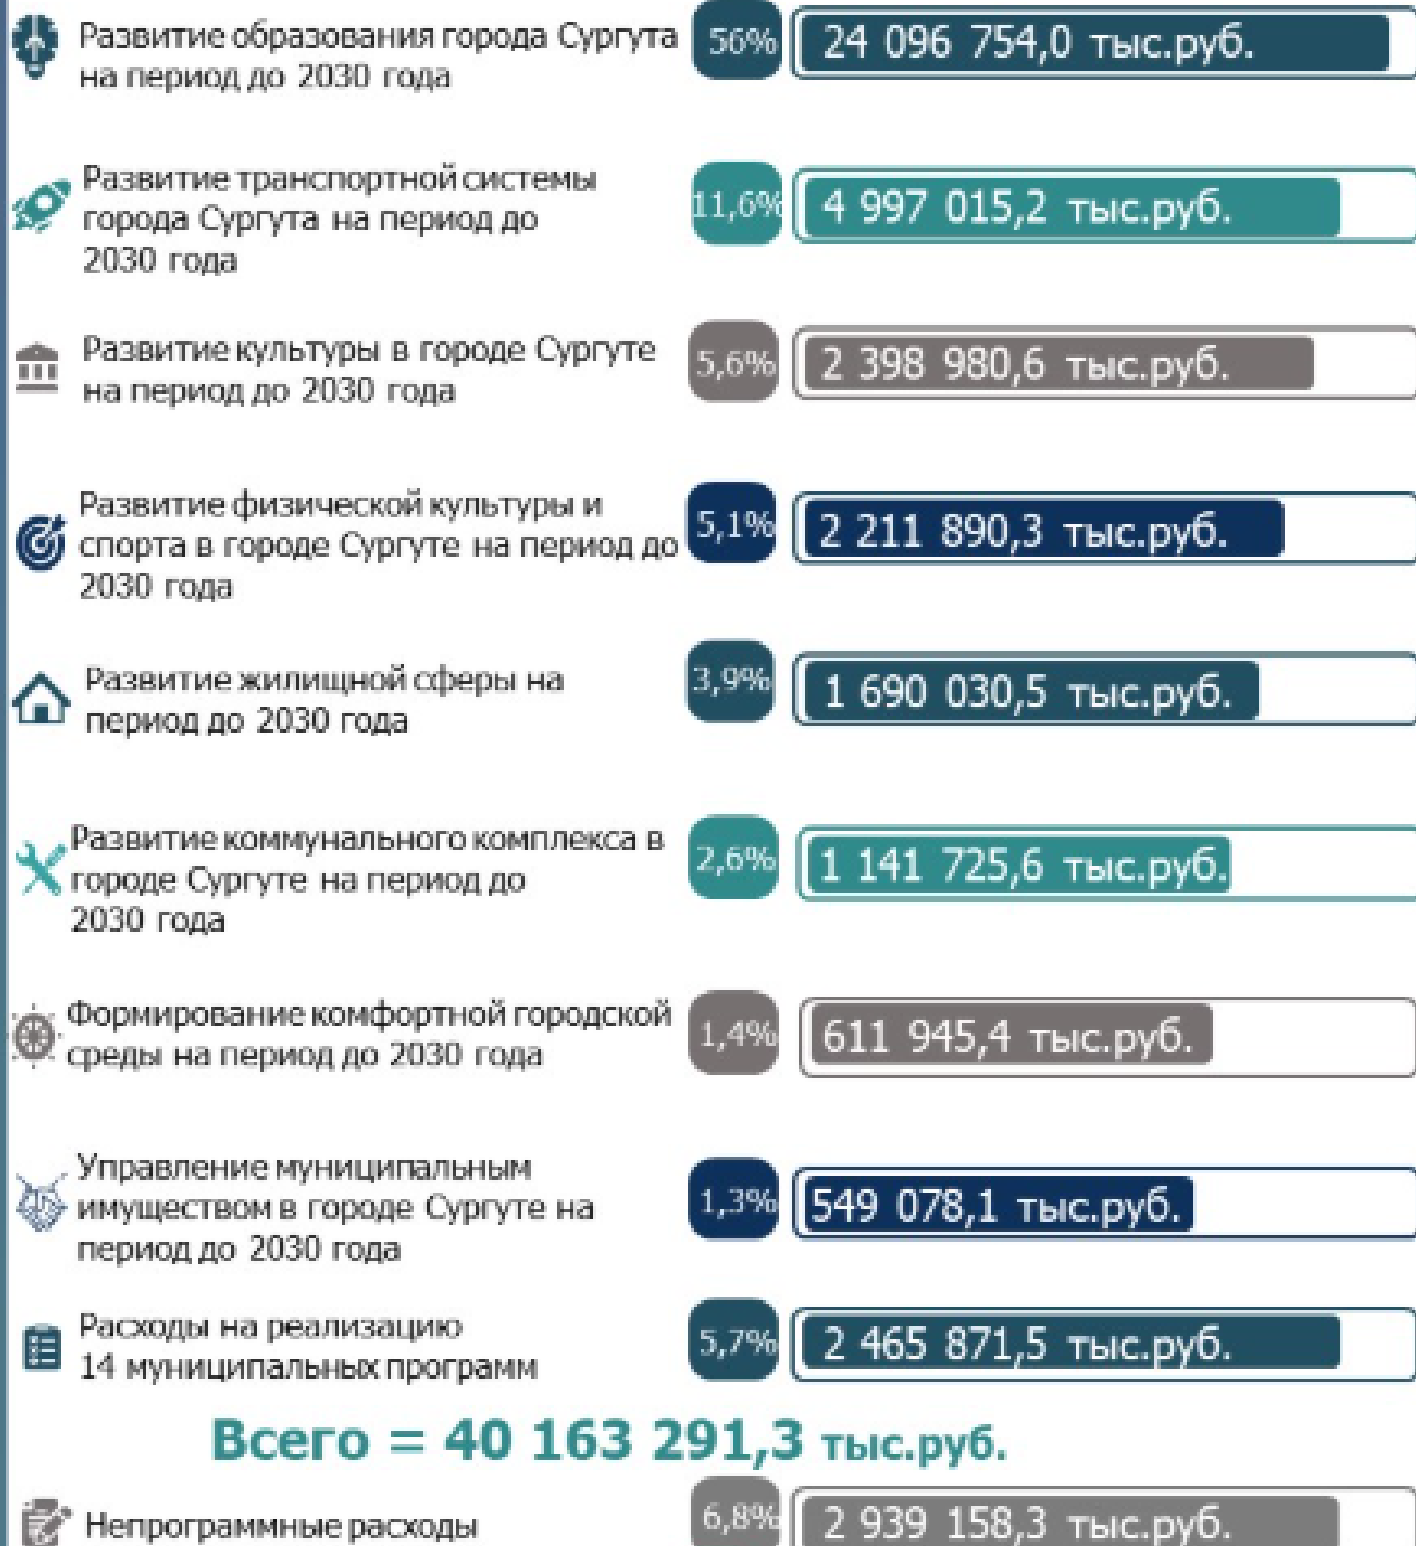 Развитие образования города Сургута
на период до 2030 года
56%
24 096 754,0 тыс.руб.
Развитие транспортной системы
города Сургута на период до
2030 года
11,6%
4 997 015,2 тыс.руб.
Развитие культуры в городе Сургуте
на период до 2030 года
5,6%
2 398 980,6 тыс.руб.
Развитие физической культуры и
спорта в городе Сургуте на период до
2030 года
5,1%
2 211 890,3 тыс.руб.
Развитие жилищной сферы на
период до 2030 года
3,9%
1 690 030,5 тыс.руб.
Развитие коммунального комплекса в
городе Сургуте на период до
2030 года
2,6%
1 141 725,6 тыс.руб.
Формирование комфортной городской
среды на период до 2030 года
1,4%
611 945,4 тыс.руб.
Управление муниципальным
имуществом в городе Сургуте на
период до 2030 года
1,3%
549 078,1 тыс.руб.
Расходы на реализацию
14 муниципальных программ
5,7%
2 465 871,5 тыс.руб.
Всего = 40 163 291,3 тыс.руб.
Непрограммные расходы
6,8%
2 939 158,3 тыс.руб.